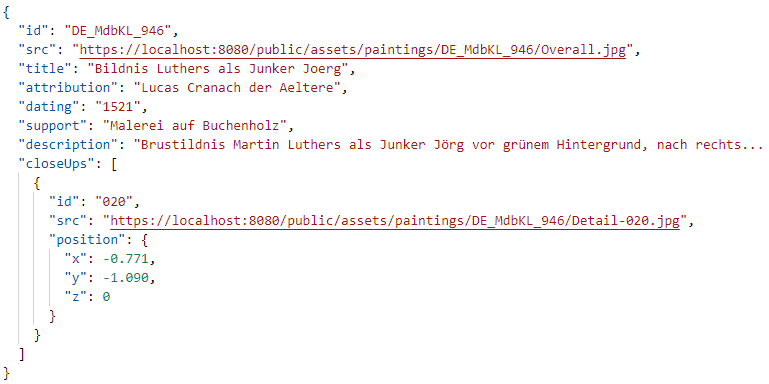 {
"id": "DE_MdbKL_946",
"src": "https://localhost:8080/public/assets/paintings/DE_MdbKL_946/Overall.jpg",
"title": "Bildnis Luthers als Junker Joerg",
"attribution": "Lucas Cranach der Aeltere",
"dating": "1521",
"support": "Malerei auf Buchenholz",
"description": "Brustildnis Martin Luthers als Junker Jörg vor grünem Hintergrund, nach rechts...
"closeUps": [
{
"id": "020",
"src": "https://localhost:8080/public/assets/paintings/DE_MdbKL_946/Detail-020.jpg",
"position": {
"x": -0.771,
"y": -1.090,
"z": 0
}
}
]
}